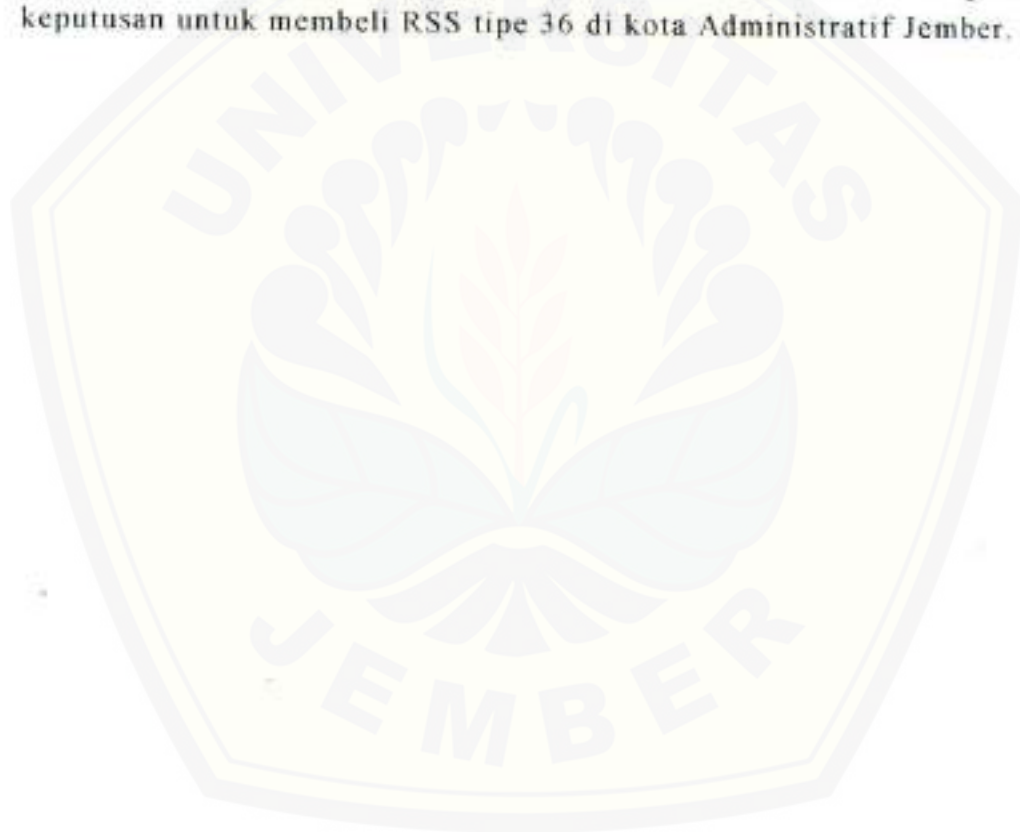 keputusan untuk membeli RSS tipe 36 di kota Administratif Jember.
UNIVERSITAS
JEMBER